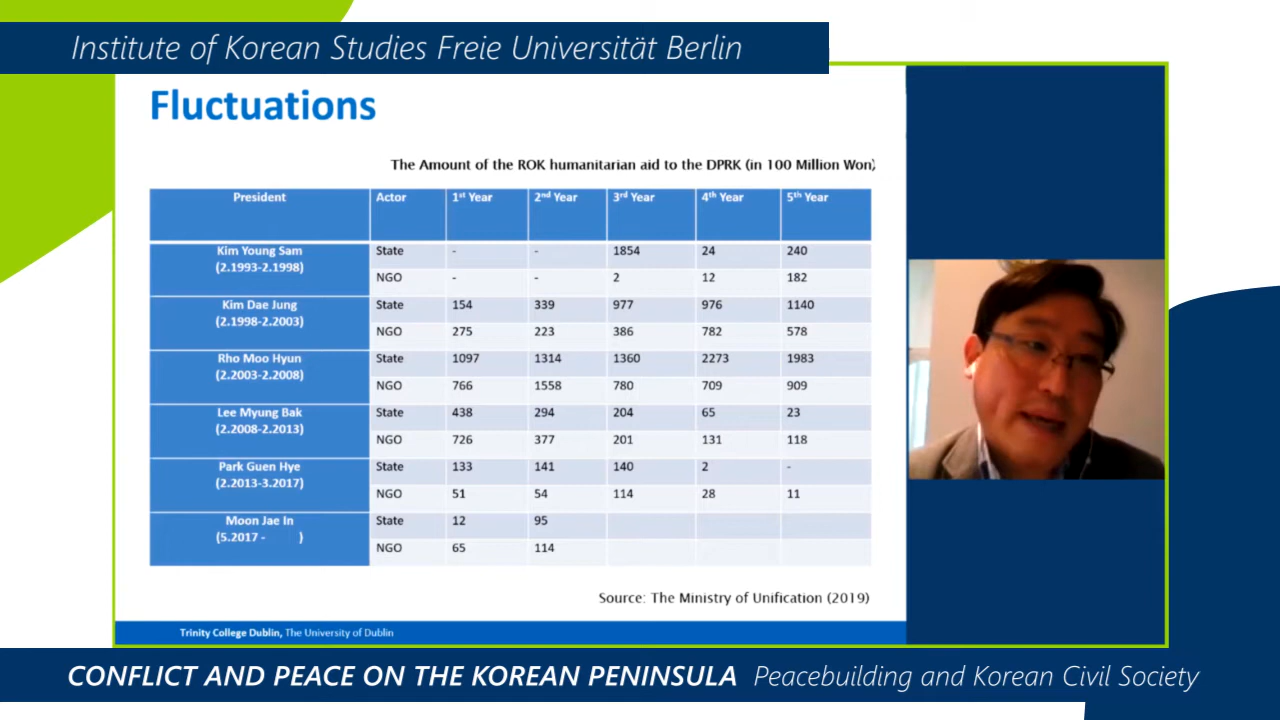 Institute of Korean Studies Freie Universität Berlin
Fluctuations
The Amount of the ROK humanitarian aid to the DPRK (in 100 Million Won)
President Actor 1st Year 2nd Year 3rd Year 4th Year 5th Year
Kim Young Sam State - - 1854 24 240
(2.1993-2.1998) NGO - - 2 12 182
Kim Dae Jung State 154 339 977 976 1140
(2.1998-2.2003) NGO 275 223 386 782 578
Rho Moo Hyun State 1097 1314 1360 2273 1983
(2.2003-2.2008) NGO 766 1558 780 709 909
Lee Myung Bak State 438 294 204 65 23
(2.2008-2.2013) NGO 726 377 201 131 118
Park Guen Hye State 133 141 140 2 -
(2.2013-3.2017) NGO 51 54 114 28 11
Moon Jae In State 12 95
(5.2017 - ) NGO 65 114
Source: The Ministry of Unification (2019)
Trinity College Dublin, The University of Dublin
CONFLICT AND PEACE ON THE KOREAN PENINSULA Peacebuilding and Korean Civil Society